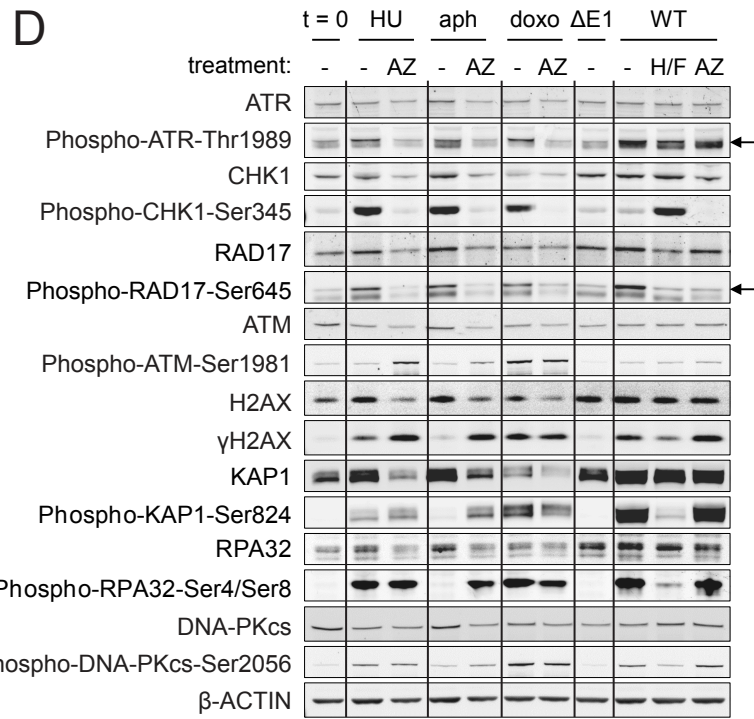 D
t = 0 HU aph doxo ΔE1 WT
treatment: - - AZ - AZ - AZ - - H/F AZ
ATR
Phospho-ATR-Thr1989
CHK1
Phospho-CHK1-Ser345
RAD17
Phospho-RAD17-Ser645
ATM
Phospho-ATM-Ser1981
H2AX
γH2AX
KAP1
Phospho-KAP1-Ser824
RPA32
Phospho-RPA32-Ser4/Ser8
DNA-PKcs
hospho-DNA-PKcs-Ser2056
β-ACTIN